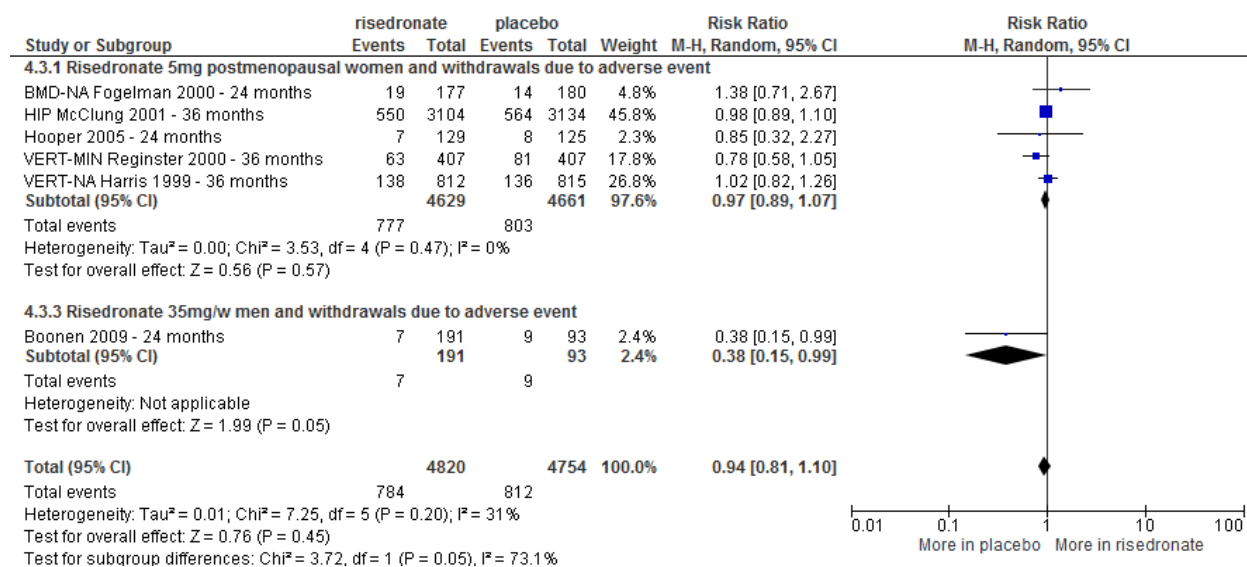 risedronate placebo Risk Ratio Risk Ratio
Study or Subgroup Events Total Events Total Weight M-H, Random, 95% CI M-H, Random, 95% CI
4.3.1 Risedronate 5mg postmenopausal women and withdrawals due to adverse event
BMD-NA Fogelman 2000 - 24 months 19 177 14 180 4.8% 1.38 [0.71, 2.67]
HIP McClung 2001 - 36 months 550 3104 564 3134 45.8% 0.98 [0.89, 1.10]
Hooper 2005 - 24 months 7 129 8 125 2.3% 0.85 [0.32, 2.27]
VERT-MIN Reginster 2000 - 36 months 63 407 81 407 17.8% 0.78 [0.58, 1.05]
VERT-NA Harris 1999 - 36 months 138 812 136 815 26.8% 1.02 [0.82, 1.26]
Subtotal (95% CI) 4629 4661 97.6% 0.97 [0.89, 1.07]
Total events 777 803
Heterogeneity: Tau² = 0.00; Chi² = 3.53, df = 4 (P = 0.47); I² = 0%
Test for overall effect: Z = 0.56 (P = 0.57)
4.3.3 Risedronate 35mg/w men and withdrawals due to adverse event
Boonen 2009 - 24 months 7 191 9 93 2.4% 0.38 [0.15, 0.99]
Subtotal (95% CI) 191 93 2.4% 0.38 [0.15, 0.99]
Total events 7 9
Heterogeneity: Not applicable
Test for overall effect: Z = 1.99 (P = 0.05)
Total (95% CI) 4820 4754 100.0% 0.94 [0.81, 1.10]
Total events 784 812
Heterogeneity: Tau² = 0.01; Chi² = 7.25, df = 5 (P = 0.20); I² = 31%
Test for overall effect: Z = 0.76 (P = 0.45)
Test for subgroup differences: Chi² = 3.72, df = 1 (P = 0.05), I² = 73.1%
0.01 0.1 1 10 100
More in placebo More in risedronate